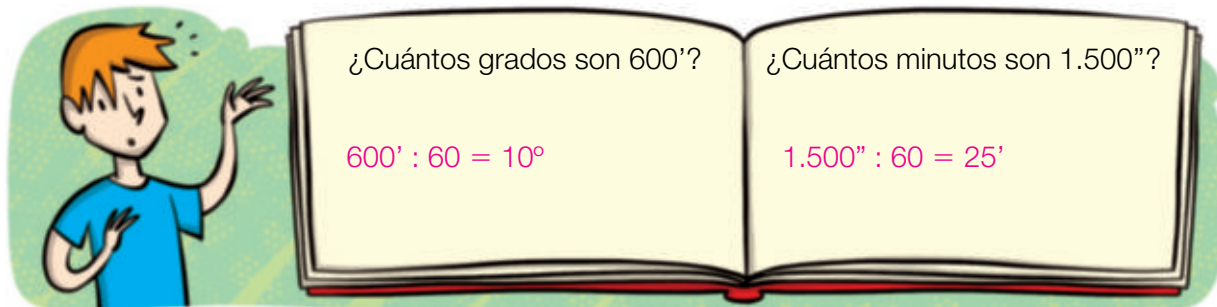 ¿Cuántos grados son 600’?
600’ : 60 = 10º
¿Cuántos minutos son 1.500”?
1.500” : 60 = 25’